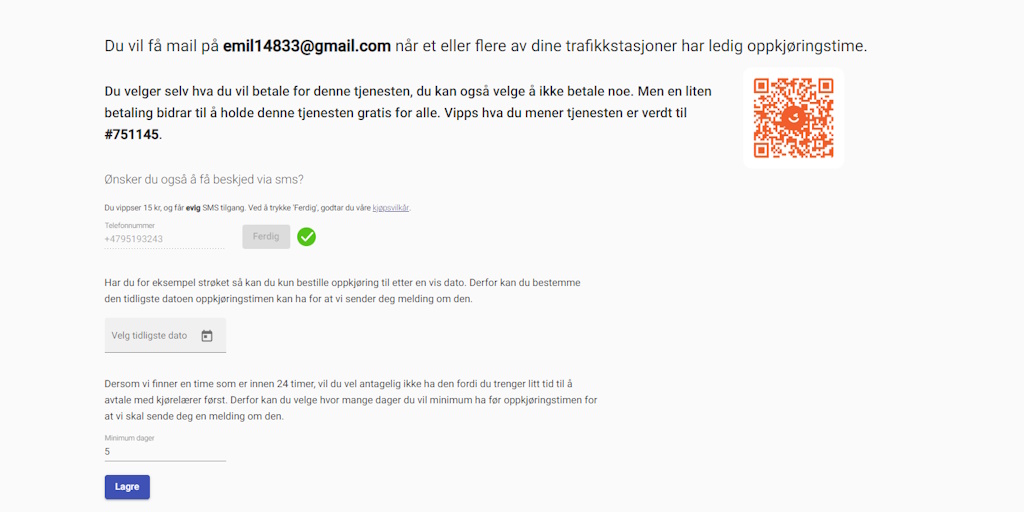 Du vil få mail på emil14833@gmail.com når et eller flere av dine trafikkstasjoner har ledig oppkjøringstime.
Du velger selv hva du vil betale for denne tjenesten, du kan også velge å ikke betale noe. Men en liten
betaling bidrar til å holde denne tjenesten gratis for alle. Vipps hva du mener tjenesten er verdt til
#751145.
Ønsker du også å få beskjed via sms?
Du vippser 15 kr, og får evig SMS tilgang. Ved å trykke 'Ferdig', godtar du våre kjøpsvilkår.
Telefonnummer
+4795193243
Ferdig
Har du for eksempel strøket så kan du kun bestille oppkjøring til etter en vis dato. Derfor kan du bestemme
den tidligste datoen oppkjøringstimen kan ha for at vi sender deg melding om den.
Velg tidligste dato
Dersom vi finner en time som er innen 24 timer, vil du vel antagelig ikke ha den fordi du trenger litt tid til å
avtale med kjørelærer først. Derfor kan du velge hvor mange dager du vil minimum ha før oppkjøringstimen for
at vi skal sende deg en melding om den.
Minimum dager
5
Lagre